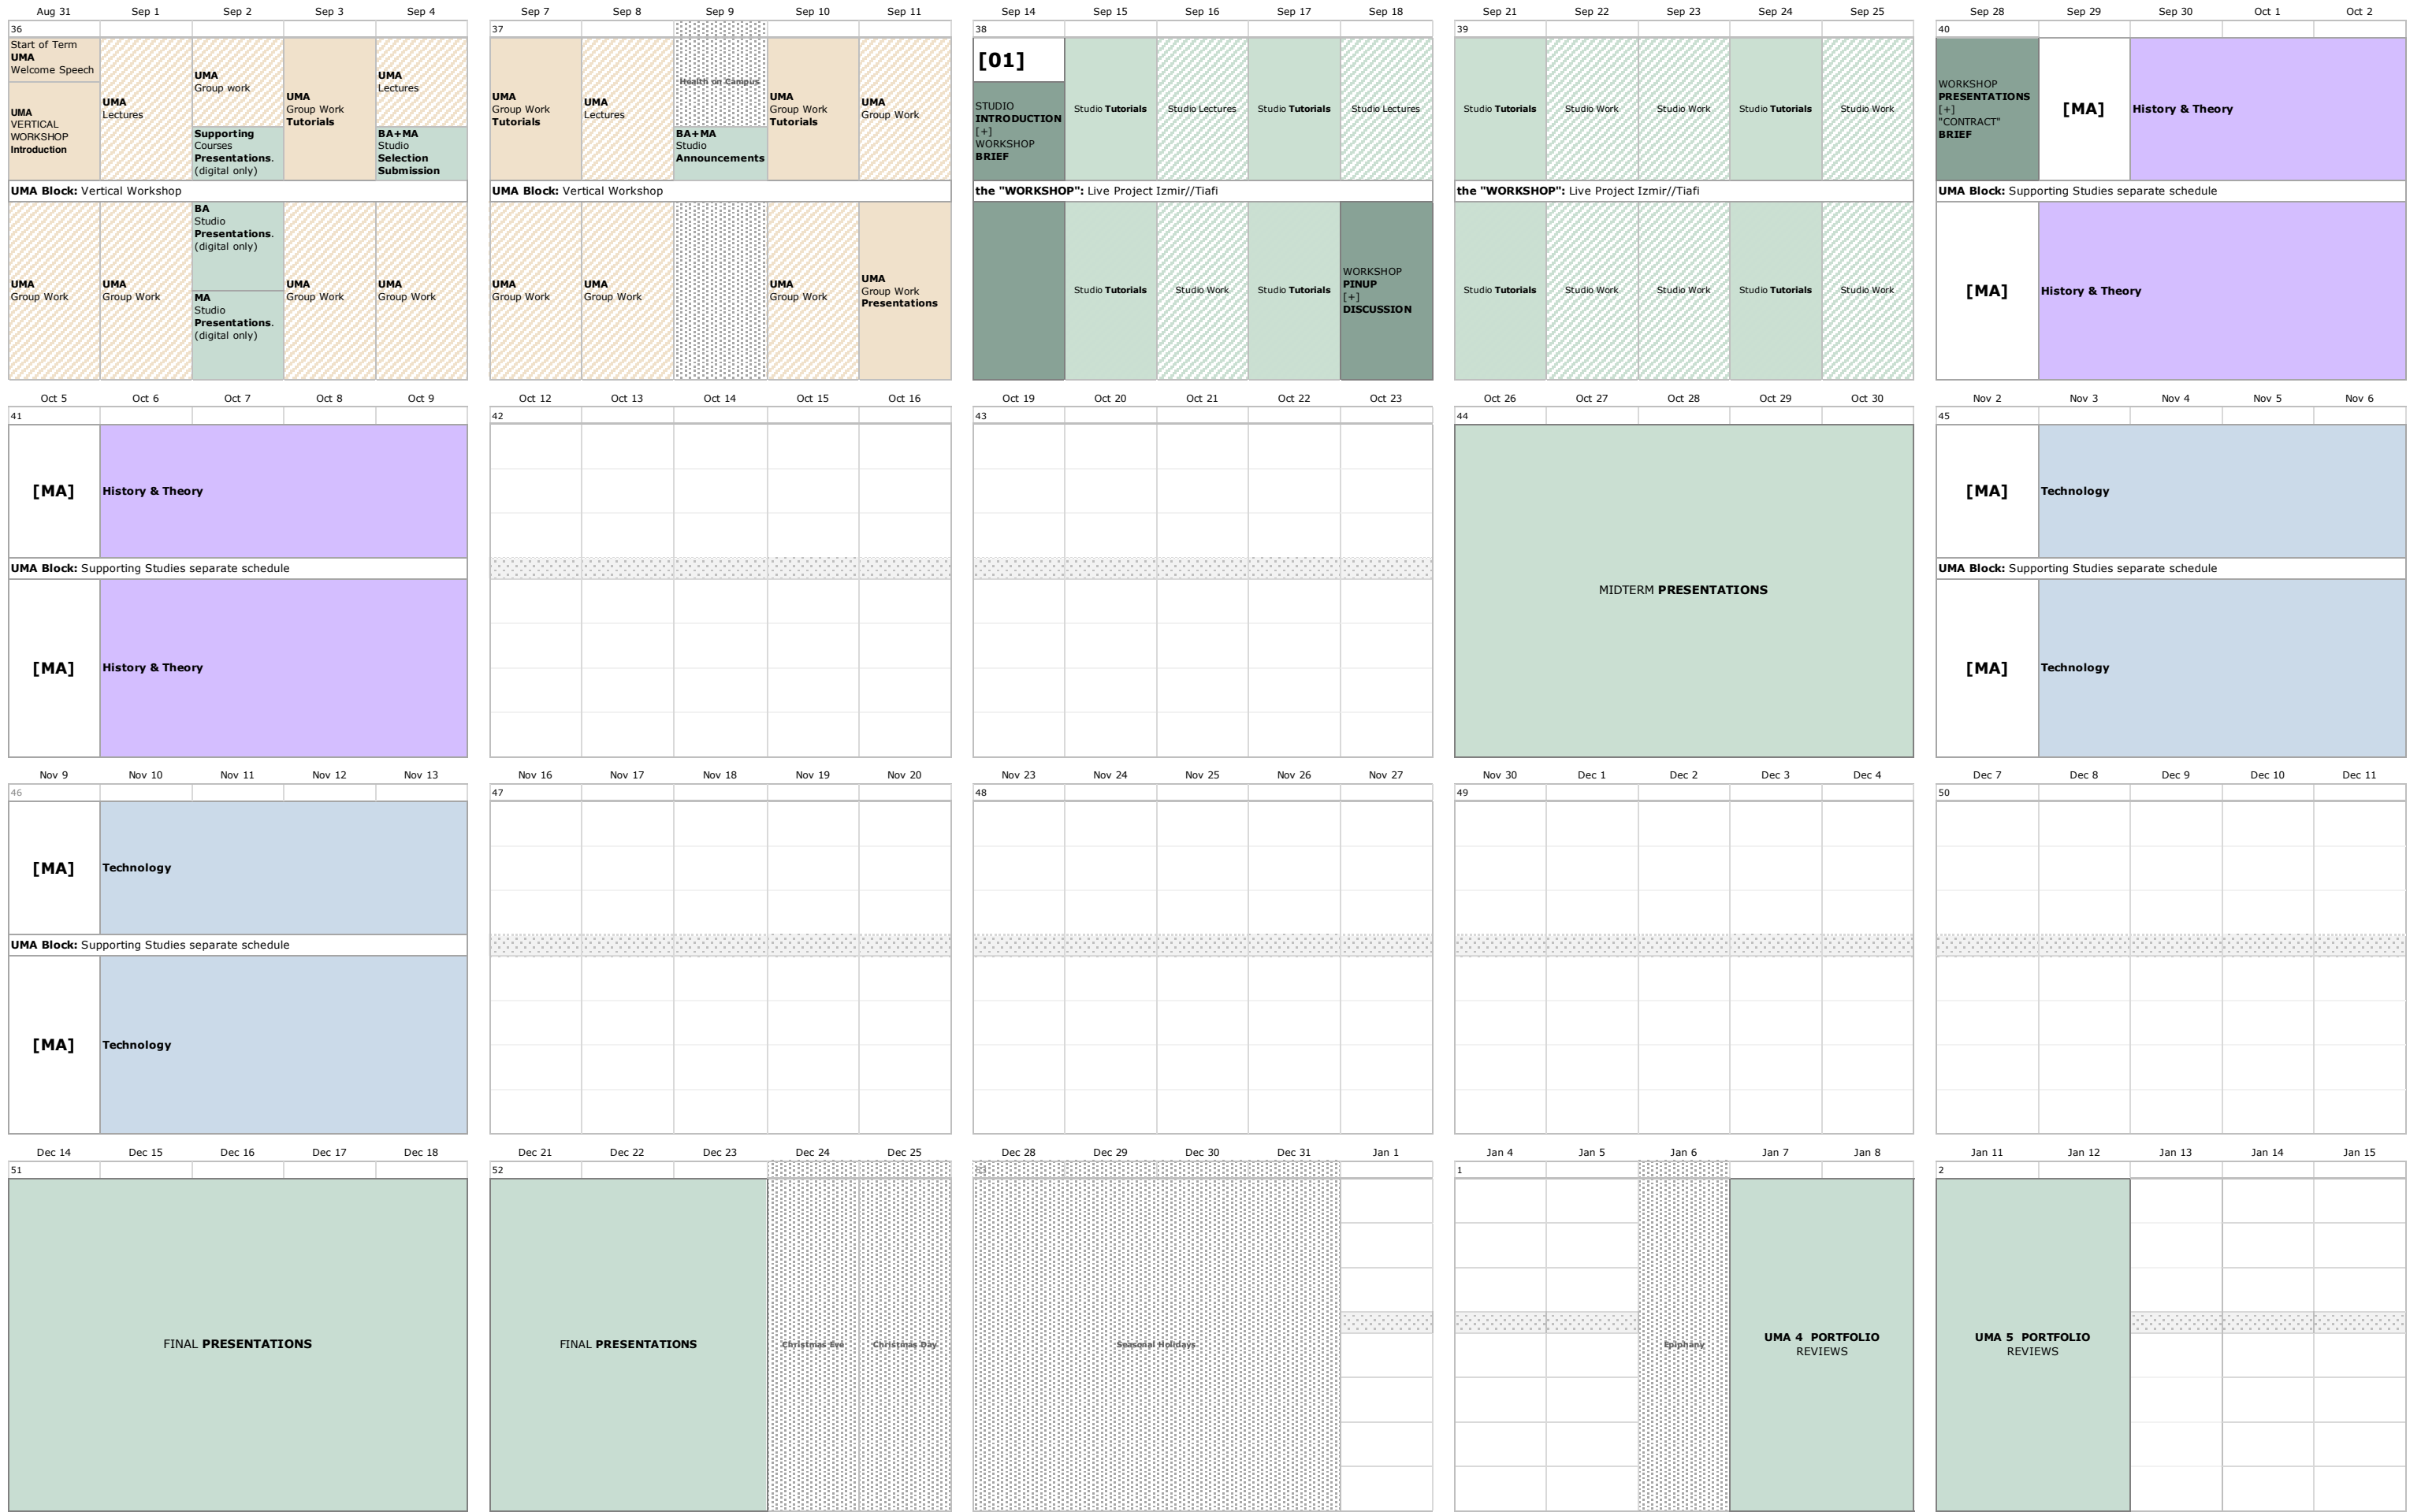 Aug 31 Sep 1 Sep 2 Sep 3 Sep 4
36
Start of Term
UMA
Welcome Speech
UMA
VERTICAL
WORKSHOP
Introduction
UMA
Lectures
UMA
Group work
Supporting
Courses
Presentations.
(digital only)
UMA
Group Work
Tutorials
UMA
Lectures
BA+MA
Studio
Selection
Submission
UMA Block: Vertical Workshop
UMA
Group Work
UMA
Group Work
BA
Studio
Presentations.
(digital only)
MA
Studio
Presentations.
(digital only)
UMA
Group Work
UMA
Group Work
Sep 7 Sep 8 Sep 9 Sep 10 Sep 11
37
UMA
Group Work
Tutorials
UMA
Lectures
Health on Campus
BA+MA
Studio
Announcements
UMA
Group Work
Tutorials
UMA
Group Work
UMA Block: Vertical Workshop
UMA
Group Work
UMA
Group Work
UMA
Group Work
UMA
Group Work
Presentations
Sep 14 Sep 15 Sep 16 Sep 17 Sep 18
38
[01]
STUDIO
INTRODUCTION
[+]
WORKSHOP
BRIEF
Studio Tutorials
Studio Lectures
Studio Tutorials
Studio Lectures
the "WORKSHOP": Live Project Izmir//Tiafi
Studio Tutorials
Studio Work
Studio Tutorials
WORKSHOP
PINUP
[+]
DISCUSSION
Sep 21 Sep 22 Sep 23 Sep 24 Sep 25
39
Studio Tutorials
Studio Work
Studio Work
Studio Tutorials
Studio Work
the "WORKSHOP": Live Project Izmir//Tiafi
Studio Tutorials
Studio Work
Studio Work
Studio Tutorials
Studio Work
Sep 28 Sep 29 Sep 30 Oct 1 Oct 2
40
WORKSHOP
PRESENTATIONS
[+]
"CONTRACT"
BRIEF
[MA]
History & Theory
UMA Block: Supporting Studies separate schedule
[MA]
History & Theory
Oct 5 Oct 6 Oct 7 Oct 8 Oct 9
41
[MA]
History & Theory
UMA Block: Supporting Studies separate schedule
[MA]
History & Theory
Oct 12 Oct 13 Oct 14 Oct 15 Oct 16
42
Oct 19 Oct 20 Oct 21 Oct 22 Oct 23
43
Oct 26 Oct 27 Oct 28 Oct 29 Oct 30
44
MIDTERM PRESENTATIONS
Nov 2 Nov 3 Nov 4 Nov 5 Nov 6
45
[MA]
Technology
UMA Block: Supporting Studies separate schedule
[MA]
Technology
Nov 9 Nov 10 Nov 11 Nov 12 Nov 13
46
[MA]
Technology
UMA Block: Supporting Studies separate schedule
[MA]
Technology
Nov 16 Nov 17 Nov 18 Nov 19 Nov 20
47
Nov 23 Nov 24 Nov 25 Nov 26 Nov 27
48
Nov 30 Dec 1 Dec 2 Dec 3 Dec 4
49
Dec 7 Dec 8 Dec 9 Dec 10 Dec 11
50
Dec 14 Dec 15 Dec 16 Dec 17 Dec 18
51
FINAL PRESENTATIONS
Dec 21 Dec 22 Dec 23 Dec 24 Dec 25
52
FINAL PRESENTATIONS
Christmas Eve
Christmas Day
Dec 28 Dec 29 Dec 30 Dec 31 Jan 1
53
Seasonal Holidays
Jan 4 Jan 5 Jan 6 Jan 7 Jan 8
1
Epiphany
UMA 4 PORTFOLIO
REVIEWS
Jan 11 Jan 12 Jan 13 Jan 14 Jan 15
2
UMA 5 PORTFOLIO
REVIEWS